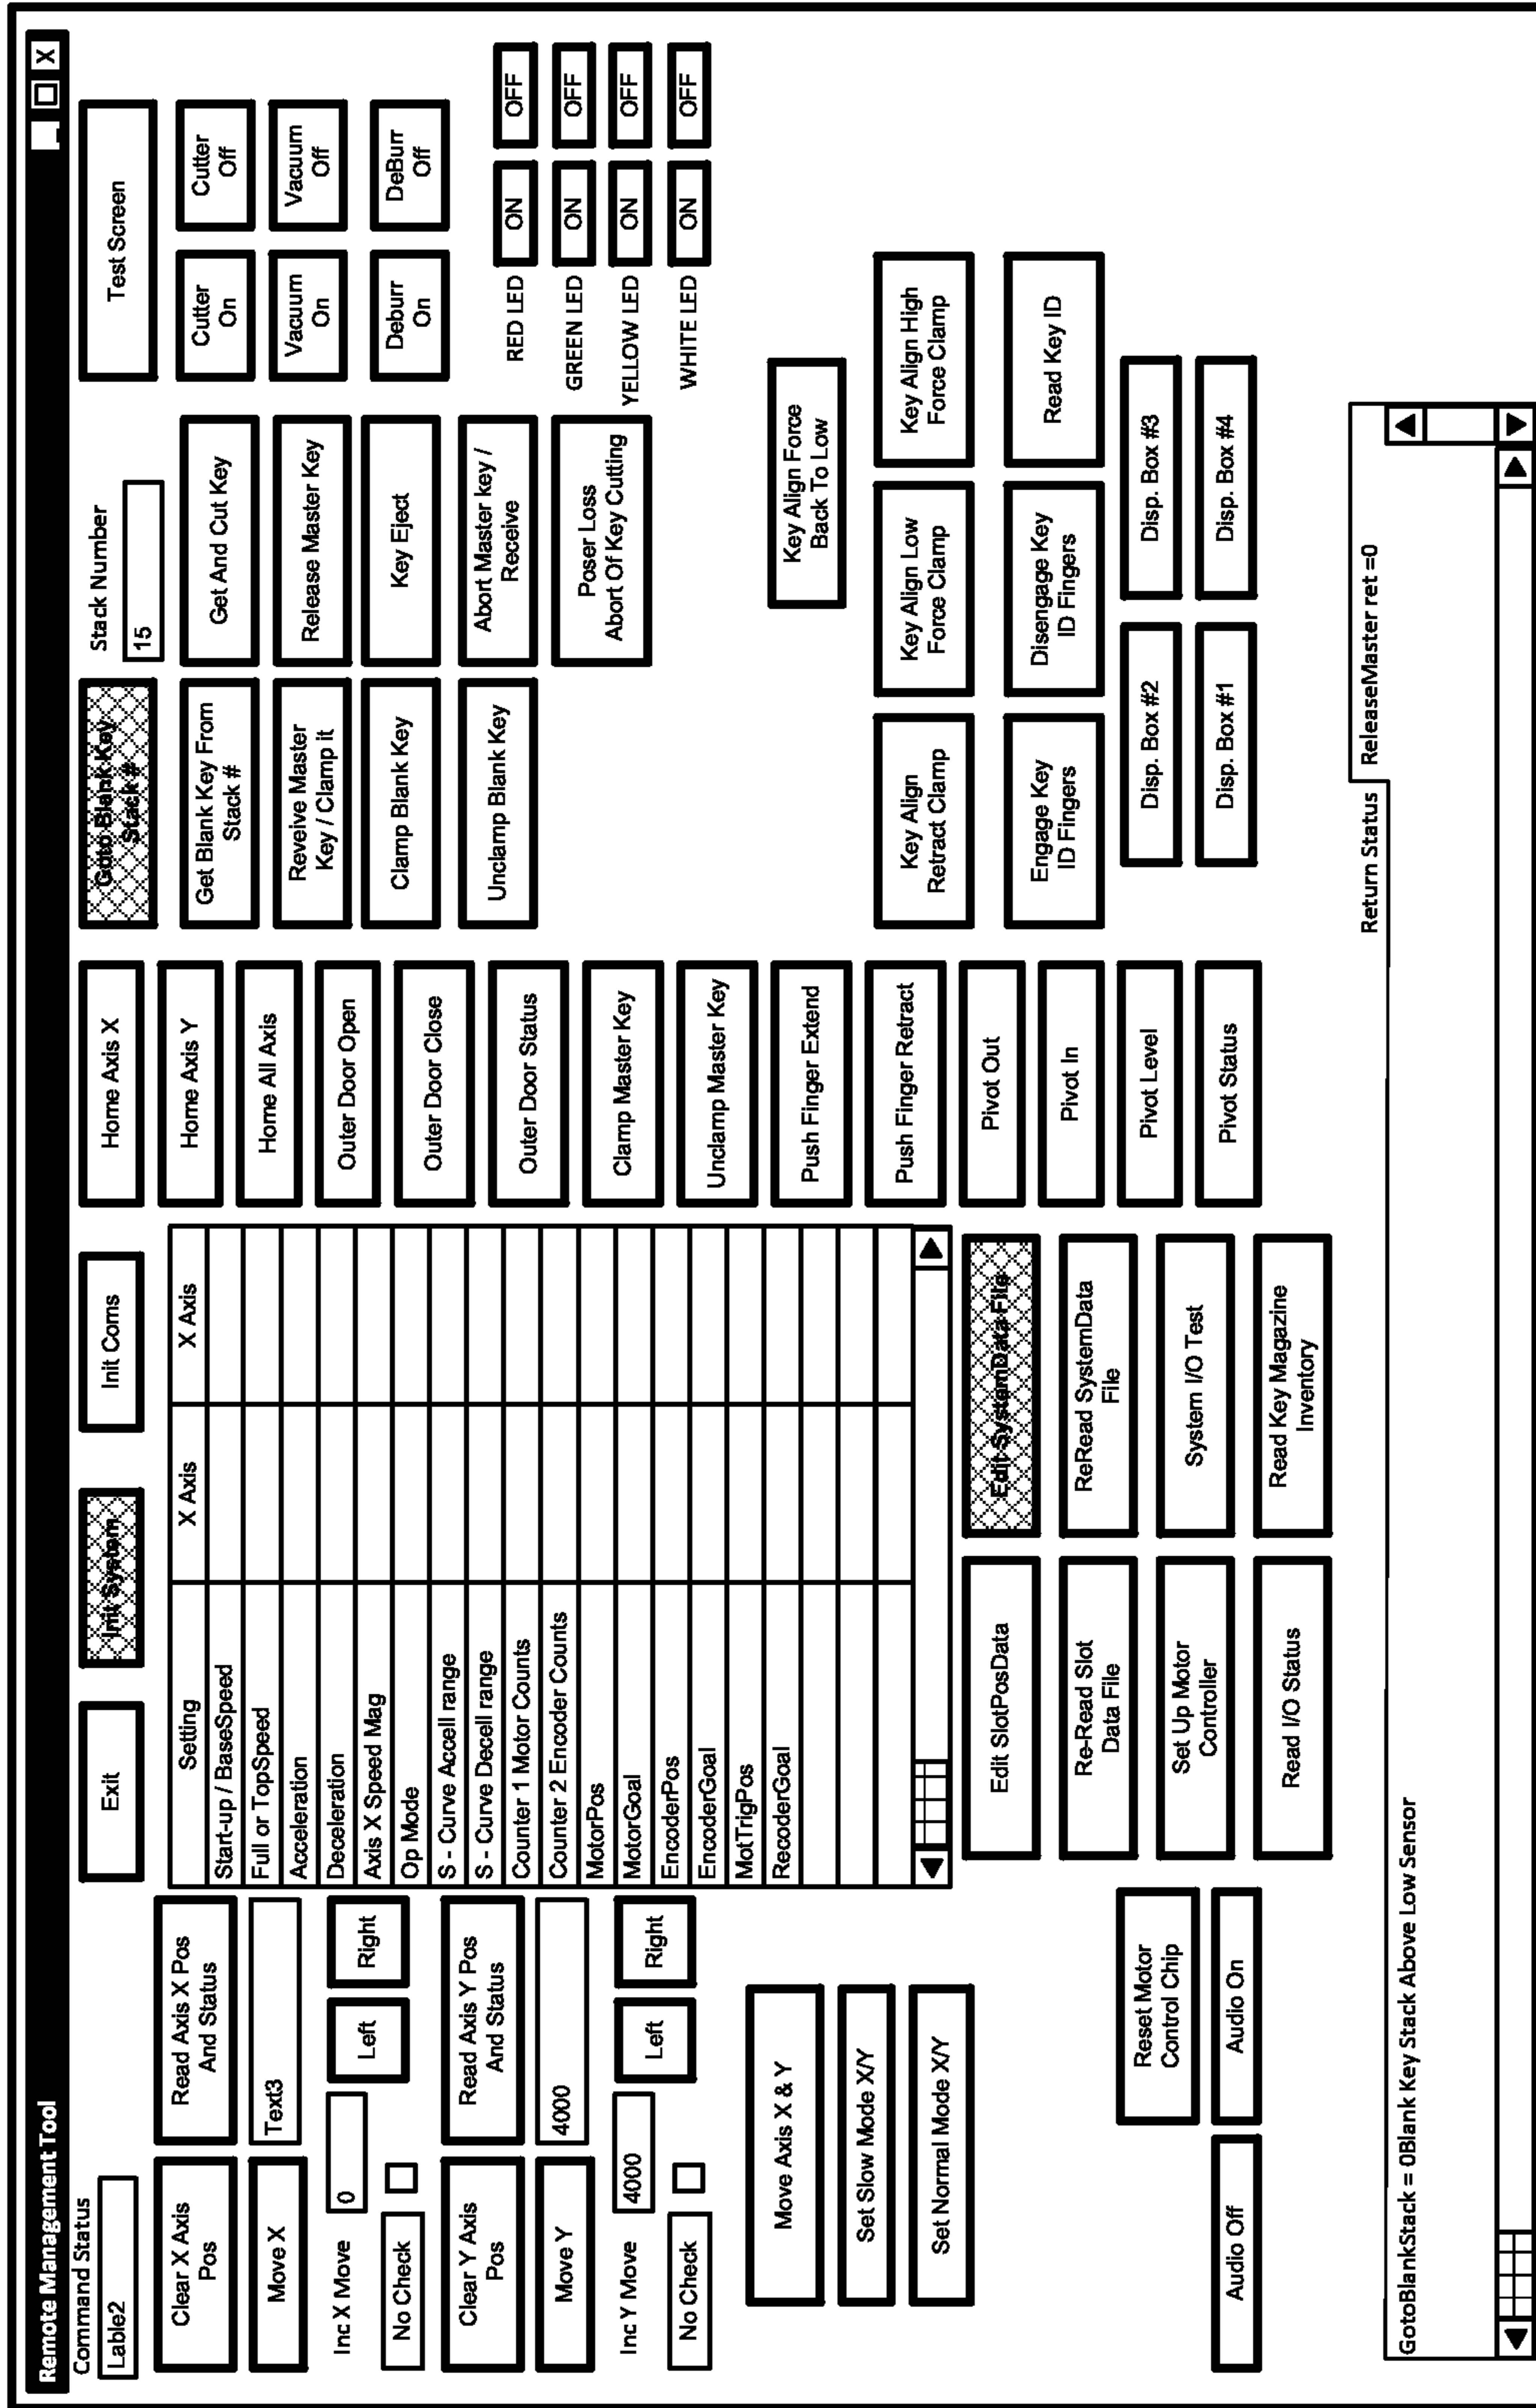 Remote Management Tool
X
Command Status
Lable2
Clear X Axis
Pos
Read Axis X Pos
And Status
Move X
Text3
Inc X Move
0
Left
Right
No Check
Clear Y Axis
Pos
Read Axis Y Pos
And Status
Move Y
4000
Inc Y Move
4000
Left
Right
No Check
Move Axis X & Y
Set Slow Mode X/Y
Set Normal Mode X/Y
Reset Motor
Control Chip
Audio Off
Audio On
Exit
Init System
Init Coms
Setting
X Axis
X Axis
Start-up / BaseSpeed
Full or TopSpeed
Acceleration
Deceleration
Axis X Speed Mag
Op Mode
S - Curve Accell range
S - Curve Decell range
Counter 1 Motor Counts
Counter 2 Encoder Counts
MotorPos
MotorGoal
EncoderPos
EncoderGoal
MotTrigPos
RecoderGoal
Edit SlotPosData
Edit SystemData File
Re-Read Slot
Data File
ReRead SystemData
File
Set Up Motor
Controller
System I/O Test
Read I/O Status
Read Key Magazine
Inventory
Home Axis X
Home Axis Y
Home All Axis
Outer Door Open
Outer Door Close
Outer Door Status
Clamp Master Key
Unclamp Master Key
Push Finger Extend
Push Finger Retract
Pivot Out
Pivot In
Pivot Level
Pivot Status
Goto Blank Key
Stack #
Stack Number
15
Get Blank Key From
Stack #
Get And Cut Key
Reveive Master
Key / Clamp it
Release Master Key
Clamp Blank Key
Key Eject
Unclamp Blank Key
Abort Master key /
Receive
Poser Loss
Abort Of Key Cutting
Test Screen
Cutter
On
Cutter
Off
Vacuum
On
Vacuum
Off
Deburr
On
DeBurr
Off
RED LED
ON
OFF
GREEN LED
ON
OFF
YELLOW LED
ON
OFF
WHITE LED
ON
OFF
Key Align Force
Back To Low
Key Align
Retract Clamp
Key Align Low
Force Clamp
Key Align High
Force Clamp
Engage Key
ID Fingers
Disengage Key
ID Fingers
Read Key ID
Disp. Box #2
Disp. Box #3
Disp. Box #1
Disp. Box #4
Return Status
ReleaseMaster ret =0
GotoBlankStack = 0Blank Key Stack Above Low Sensor